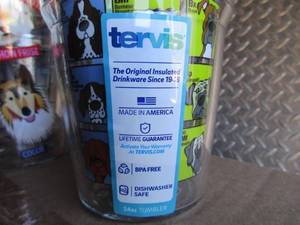 tervis
The Original Insulated
Drinkware Since 1946
MADE IN AMERICA
LIFETIME GUARANTEE
Activate Your Warranty
At TERVIS.COM
BPA FREE
DISHWASHER
SAFE
24oz TUMBLER
COLLIE